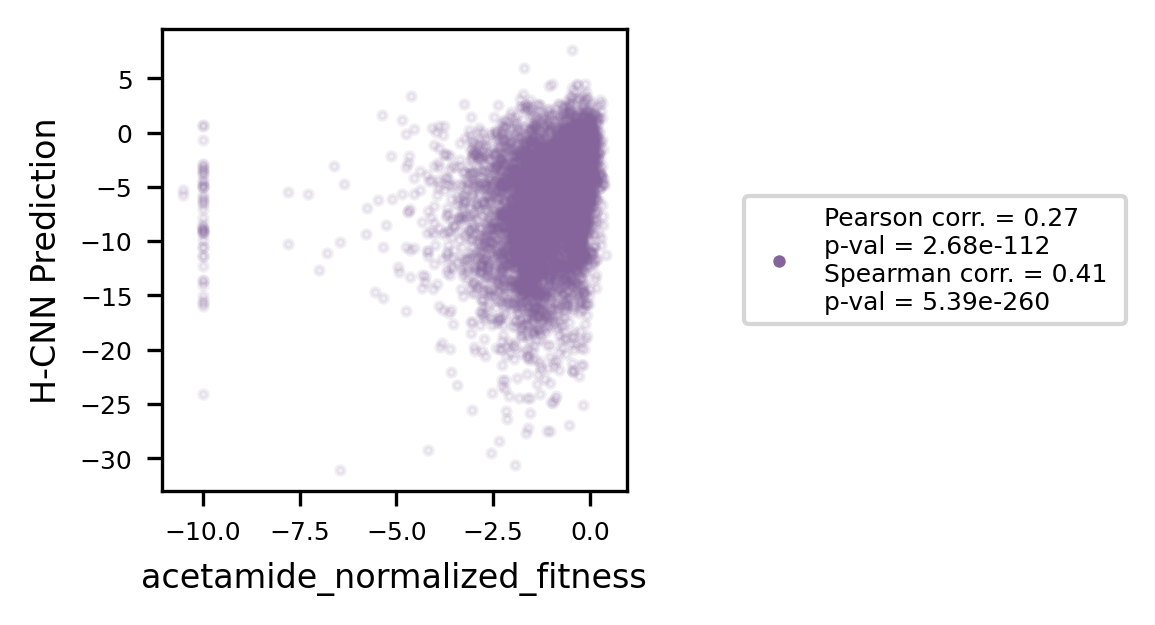 5
0
−5
−10
−15
−20
−25
−30
H-CNN Prediction
−10.0
−7.5
−5.0
−2.5
0.0
acetamide_normalized_fitness
Pearson corr. = 0.27
p-val = 2.68e-112
Spearman corr. = 0.41
p-val = 5.39e-260